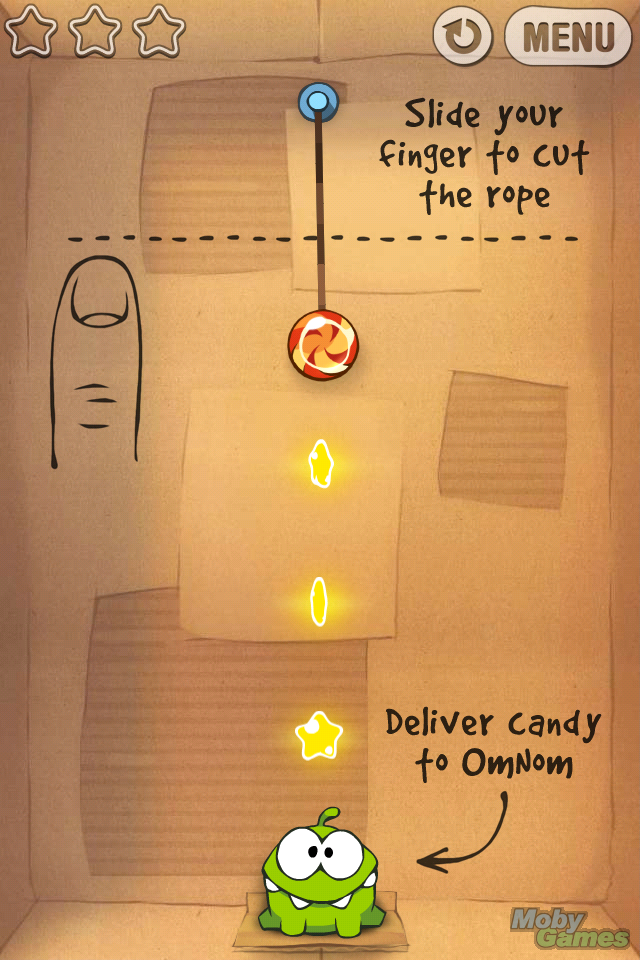 MENU
Slide your
finger to cut
the rope
Deliver candy
to OmNom
Moby
Games